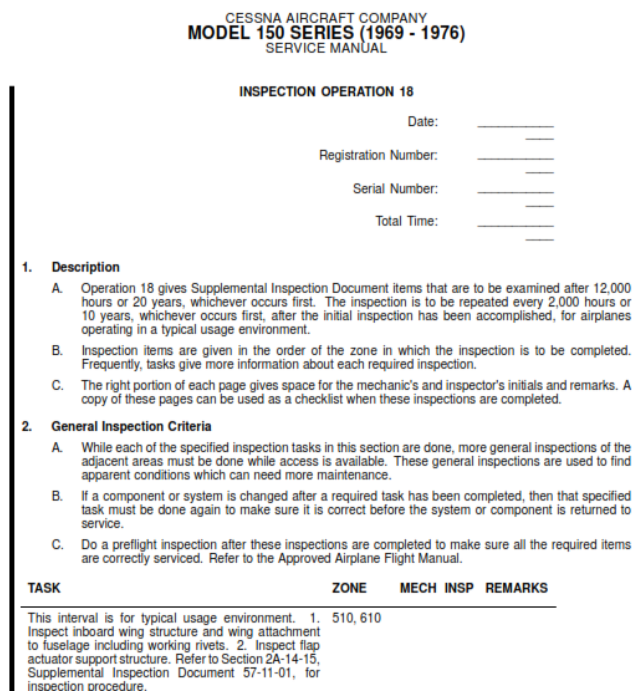 CESSNA AIRCRAFT COMPANY
MODEL 150 SERIES (1969 - 1976)
SERVICE MANUAL
INSPECTION OPERATION 18
Date:
Registration Number:
Serial Number:
Total Time:
1. Description
A. Operation 18 gives Supplemental Inspection Document items that are to be examined after 12,000
hours or 20 years, whichever occurs first. The inspection is to be repeated every 2,000 hours or
10 years, whichever occurs first, after the initial inspection has been accomplished, for airplanes
operating in a typical usage environment.
B. Inspection items are given in the order of the zone in which the inspection is to be completed.
Frequently, tasks give more information about each required inspection.
C. The right portion of each page gives space for the mechanic's and inspector's initials and remarks. A
copy of these pages can be used as a checklist when these inspections are completed.
2. General Inspection Criteria
A. While each of the specified inspection tasks in this section are done, more general inspections of the
adjacent areas must be done while access is available. These general inspections are used to find
apparent conditions which can need more maintenance.
B. If a component or system is changed after a required task has been completed, then that specified
task must be done again to make sure it is correct before the system or component is returned to
service.
C. Do a preflight inspection after these inspections are completed to make sure all the required items
are correctly serviced. Refer to the Approved Airplane Flight Manual.
TASK ZONE MECH INSP REMARKS
This interval is for typical usage environment. 1. 510, 610
Inspect inboard wing structure and wing attachment
to fuselage including working rivets. 2. Inspect flap
actuator support structure. Refer to Section 2A-14-15,
Supplemental Inspection Document 57-11-01, for
inspection procedure.